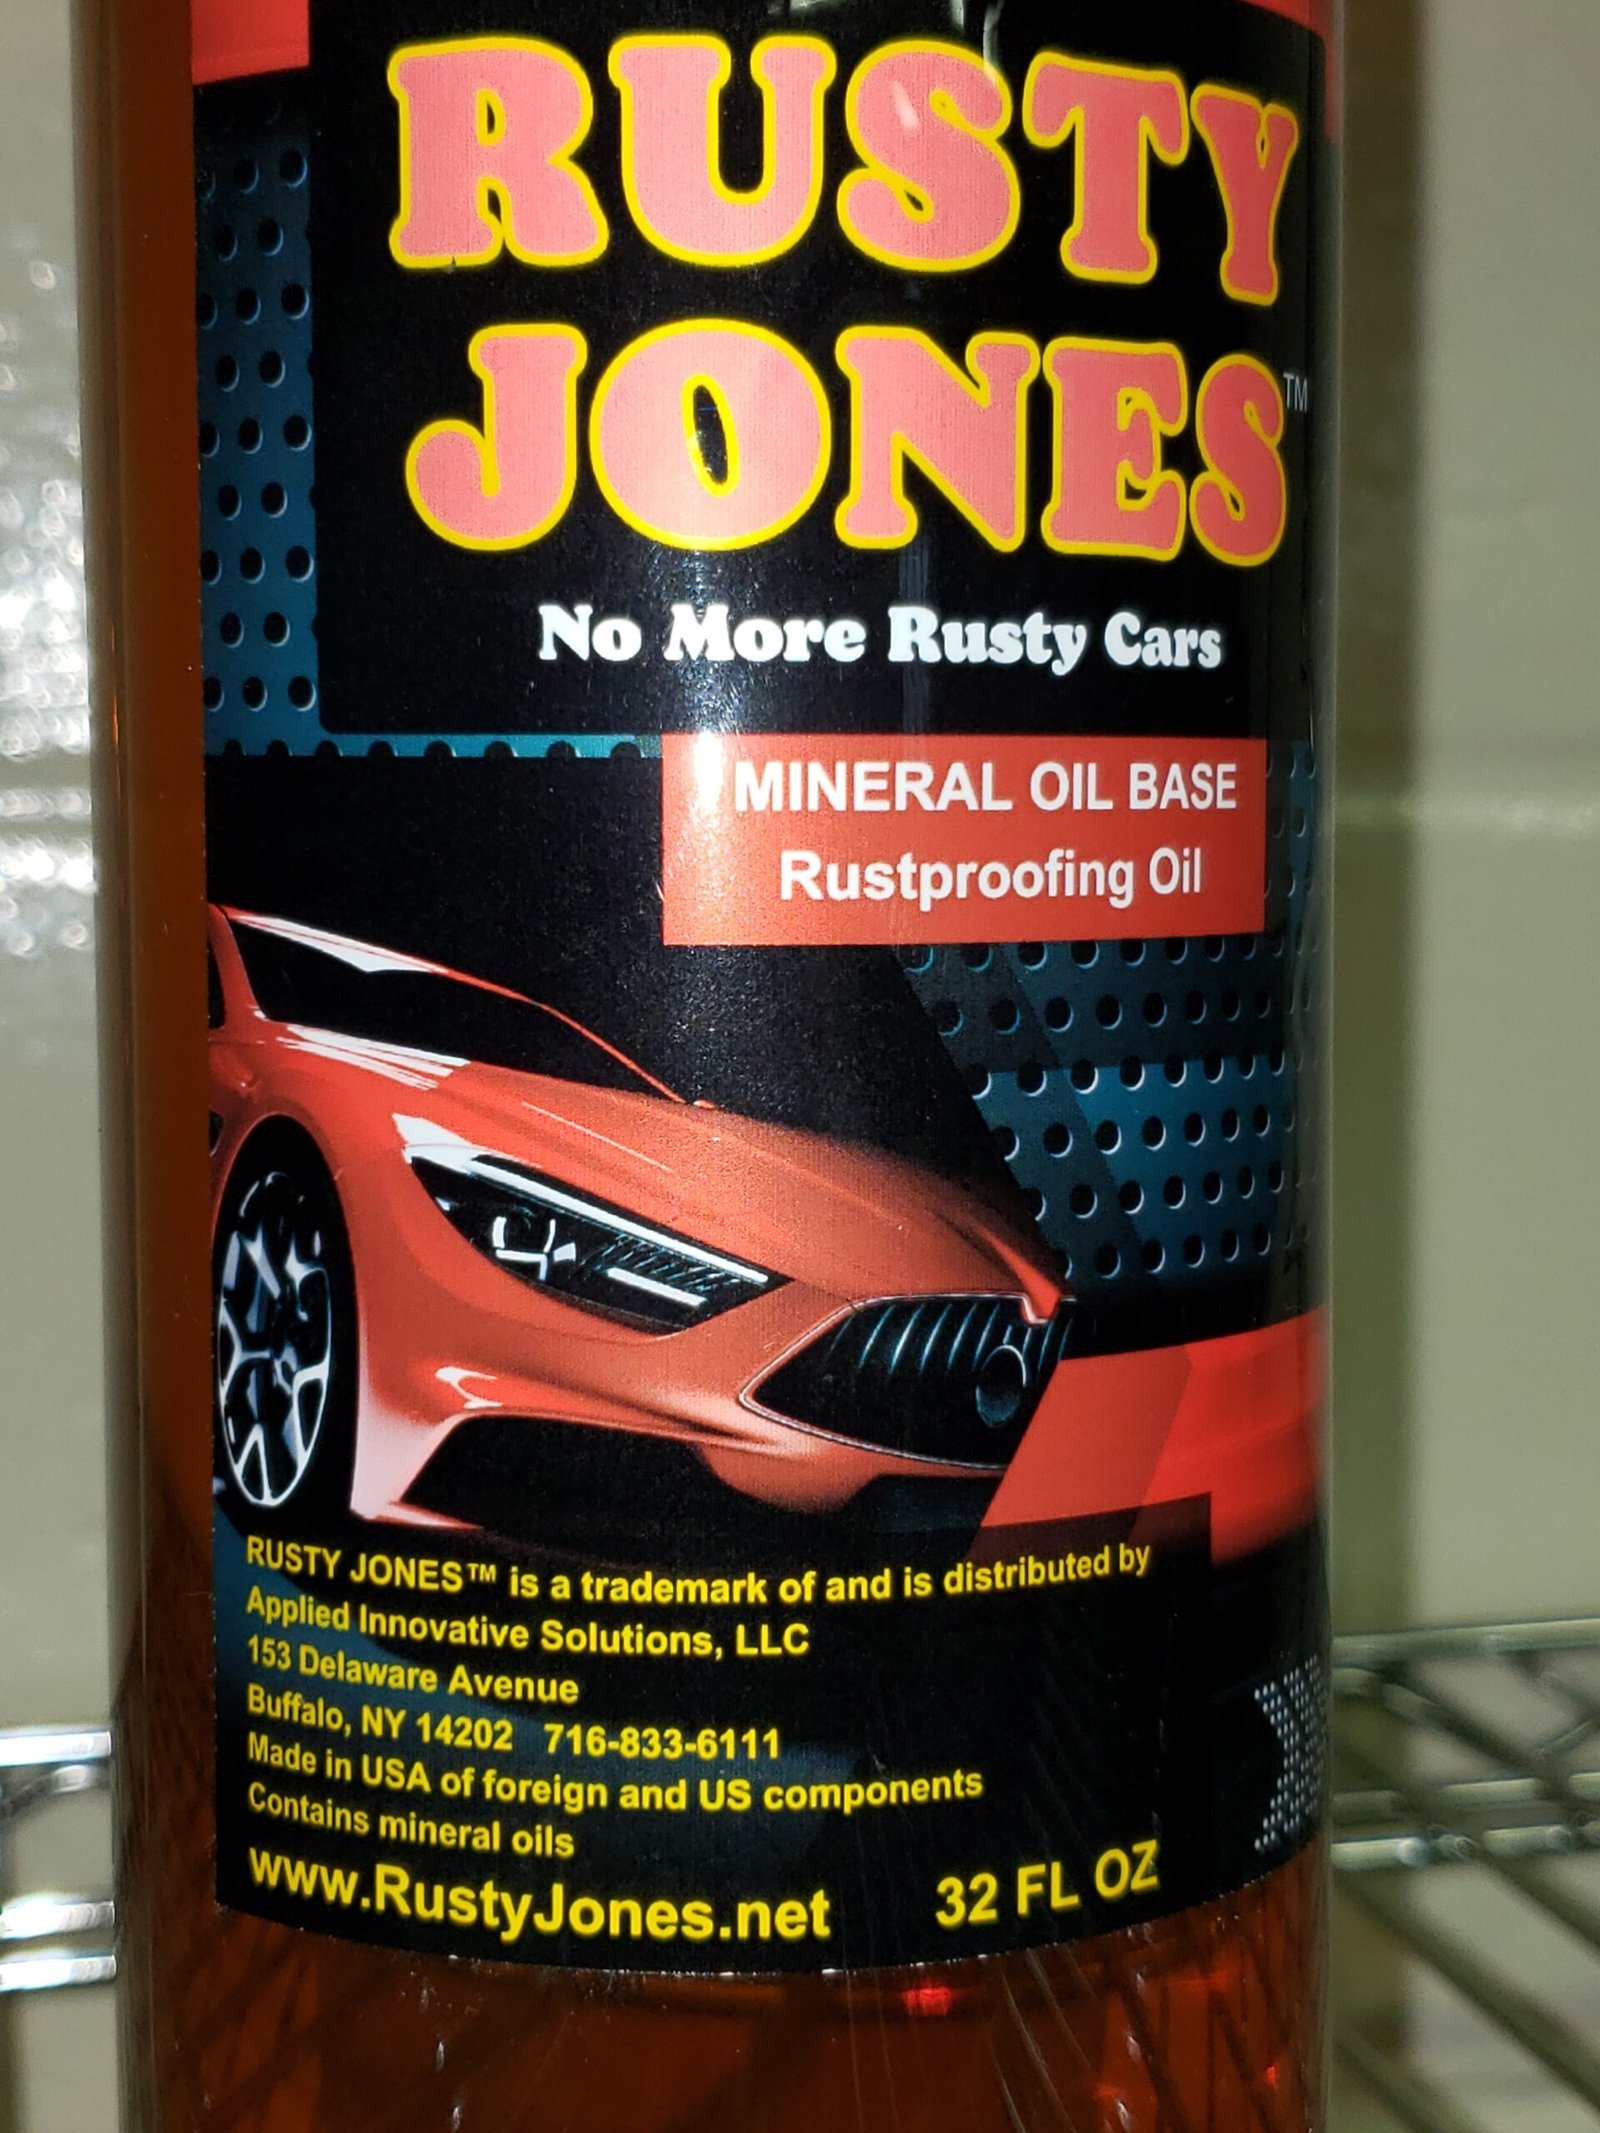 RUSTY
JONES™
No More Rusty Cars
MINERAL OIL BASE
Rustproofing Oil
RUSTY JONES™ is a trademark of and is distributed by
Applied Innovative Solutions, LLC
153 Delaware Avenue
Buffalo, NY 14202 716-833-6111
Made in USA of foreign and US components
Contains mineral oils
www.RustyJones.net 32 FL OZ